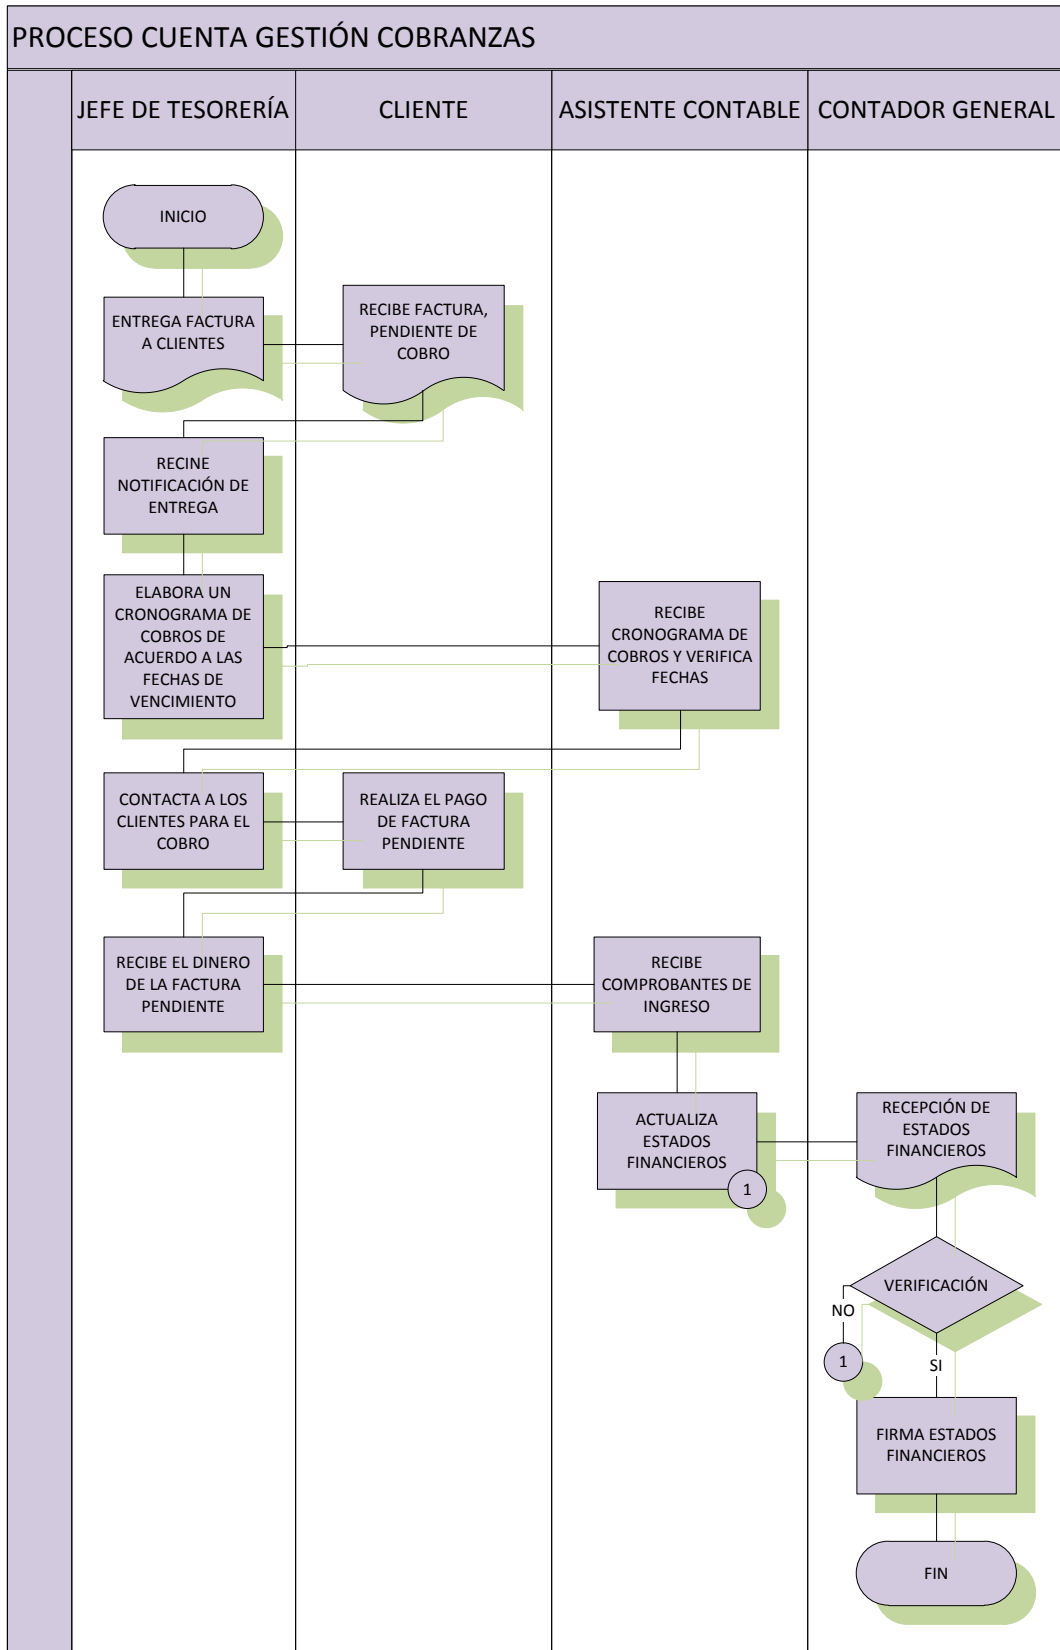 PROCESO CUENTA GESTIÓN COBRANZAS
JEFE DE TESORERÍA
CLIENTE
ASISTENTE CONTABLE
CONTADOR GENERAL
INICIO
ENTREGA FACTURA
A CLIENTES
RECIBE FACTURA,
PENDIENTE DE
COBRO
RECINE
NOTIFICACIÓN DE
ENTREGA
ELABORA UN
CRONOGRAMA DE
COBROS DE
ACUERDO A LAS
FECHAS DE
VENCIMIENTO
RECIBE
CRONOGRAMA DE
COBROS Y VERIFICA
FECHAS
CONTACTA A LOS
CLIENTES PARA EL
COBRO
REALIZA EL PAGO
DE FACTURA
PENDIENTE
RECIBE EL DINERO
DE LA FACTURA
PENDIENTE
RECIBE
COMPROBANTES DE
INGRESO
ACTUALIZA
ESTADOS
FINANCIEROS
1
RECEPCIÓN DE
ESTADOS
FINANCIEROS
VERIFICACIÓN
NO
1
SI
FIRMA ESTADOS
FINANCIEROS
FIN